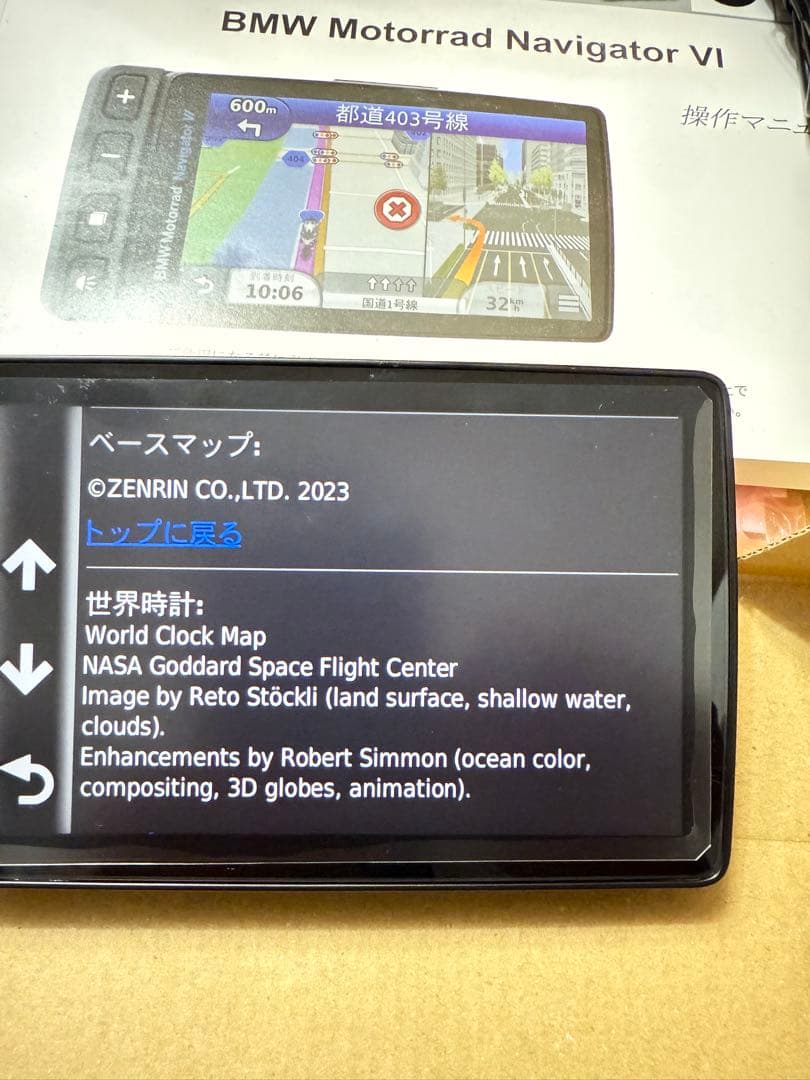 BMW Motorrad Navigator VI
操作マニュ
600m
都道403号線
404
402
BMW Motorrad Navigator VI
到着時刻
10:06
国道1号線
32 km/h
ベースマップ:
©ZENRIN CO.,LTD. 2023
トップに戻る
世界時計:
World Clock Map
NASA Goddard Space Flight Center
Image by Reto Stöckli (land surface, shallow water,
clouds).
Enhancements by Robert Simmon (ocean color,
compositing, 3D globes, animation).